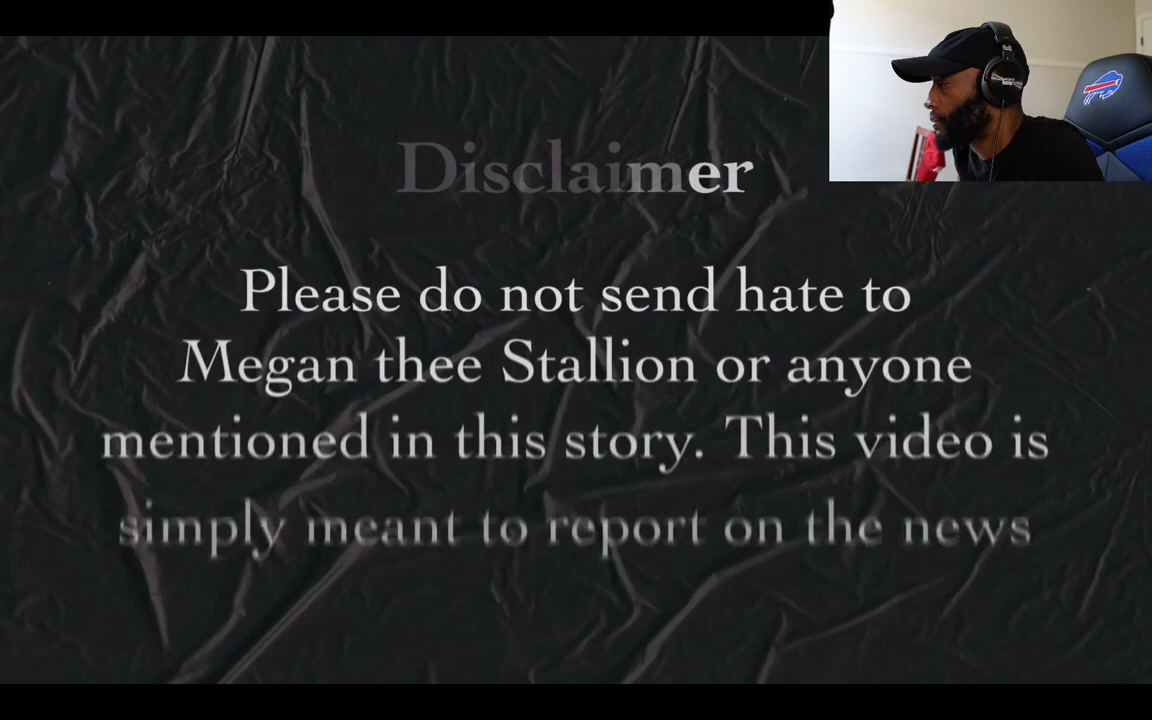 Disclaimer
Please do not send hate to
Megan thee Stallion or anyone
mentioned in this story. This video is
simply meant to report on the news